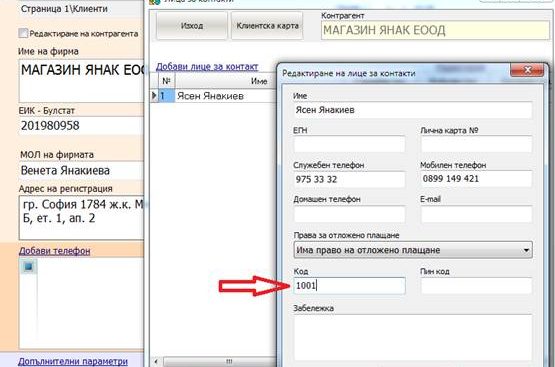 Страница 1\Клиенти
Редактиране на контрагента
Име на фирма
МАГАЗИН ЯНАК ЕООД
ЕИК - Булстат
201980958
МОЛ на фирмата
Венета Янакиева
Адрес на регистрация
гр. София 1784 ж.к. М
Б, ет. 1, ап. 2
Добави телефон
Допълнителни параметри
Лица за контакти
Изход
Клиентска карта
Контрагент
МАГАЗИН ЯНАК ЕООД
Добави лице за контакт
№ Име
1 Ясен Янакиев
Редактиране на лице за контакти
Име
Ясен Янакиев
ЕГН Лична карта №
Служебен телефон Мобилен телефон
975 33 32 0899 149 421
Домашен телефон E-mail
Права за отложено плащане
Има право на отложено плащане
Код Пин код
1001
Забележка